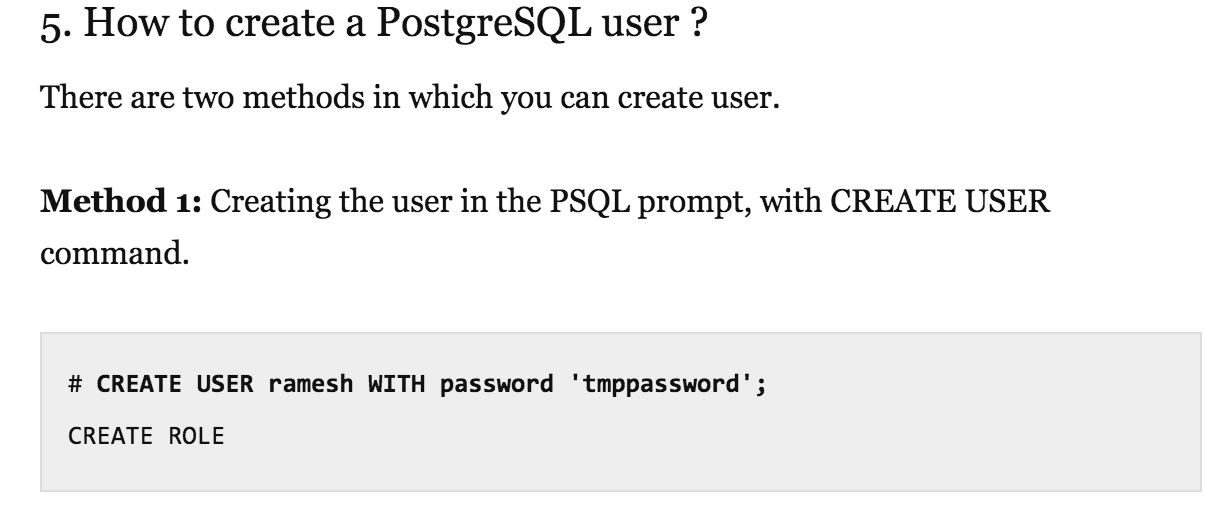 5. How to create a PostgreSQL user ?
There are two methods in which you can create user.
Method 1: Creating the user in the PSQL prompt, with CREATE USER
command.
# CREATE USER ramesh WITH password 'tmppassword';
CREATE ROLE